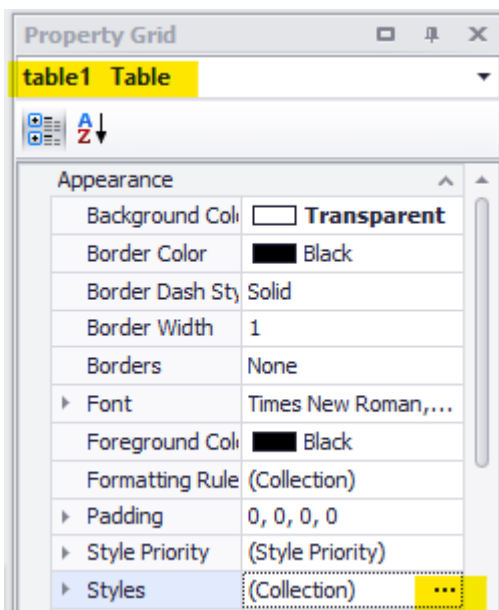 Property Grid
table1 Table
A
Z
Appearance
Background Col Transparent
Border Color Black
Border Dash Sty Solid
Border Width 1
Borders None
Font Times New Roman,...
Foreground Col Black
Formatting Rule (Collection)
Padding 0, 0, 0, 0
Style Priority (Style Priority)
Styles (Collection) ...